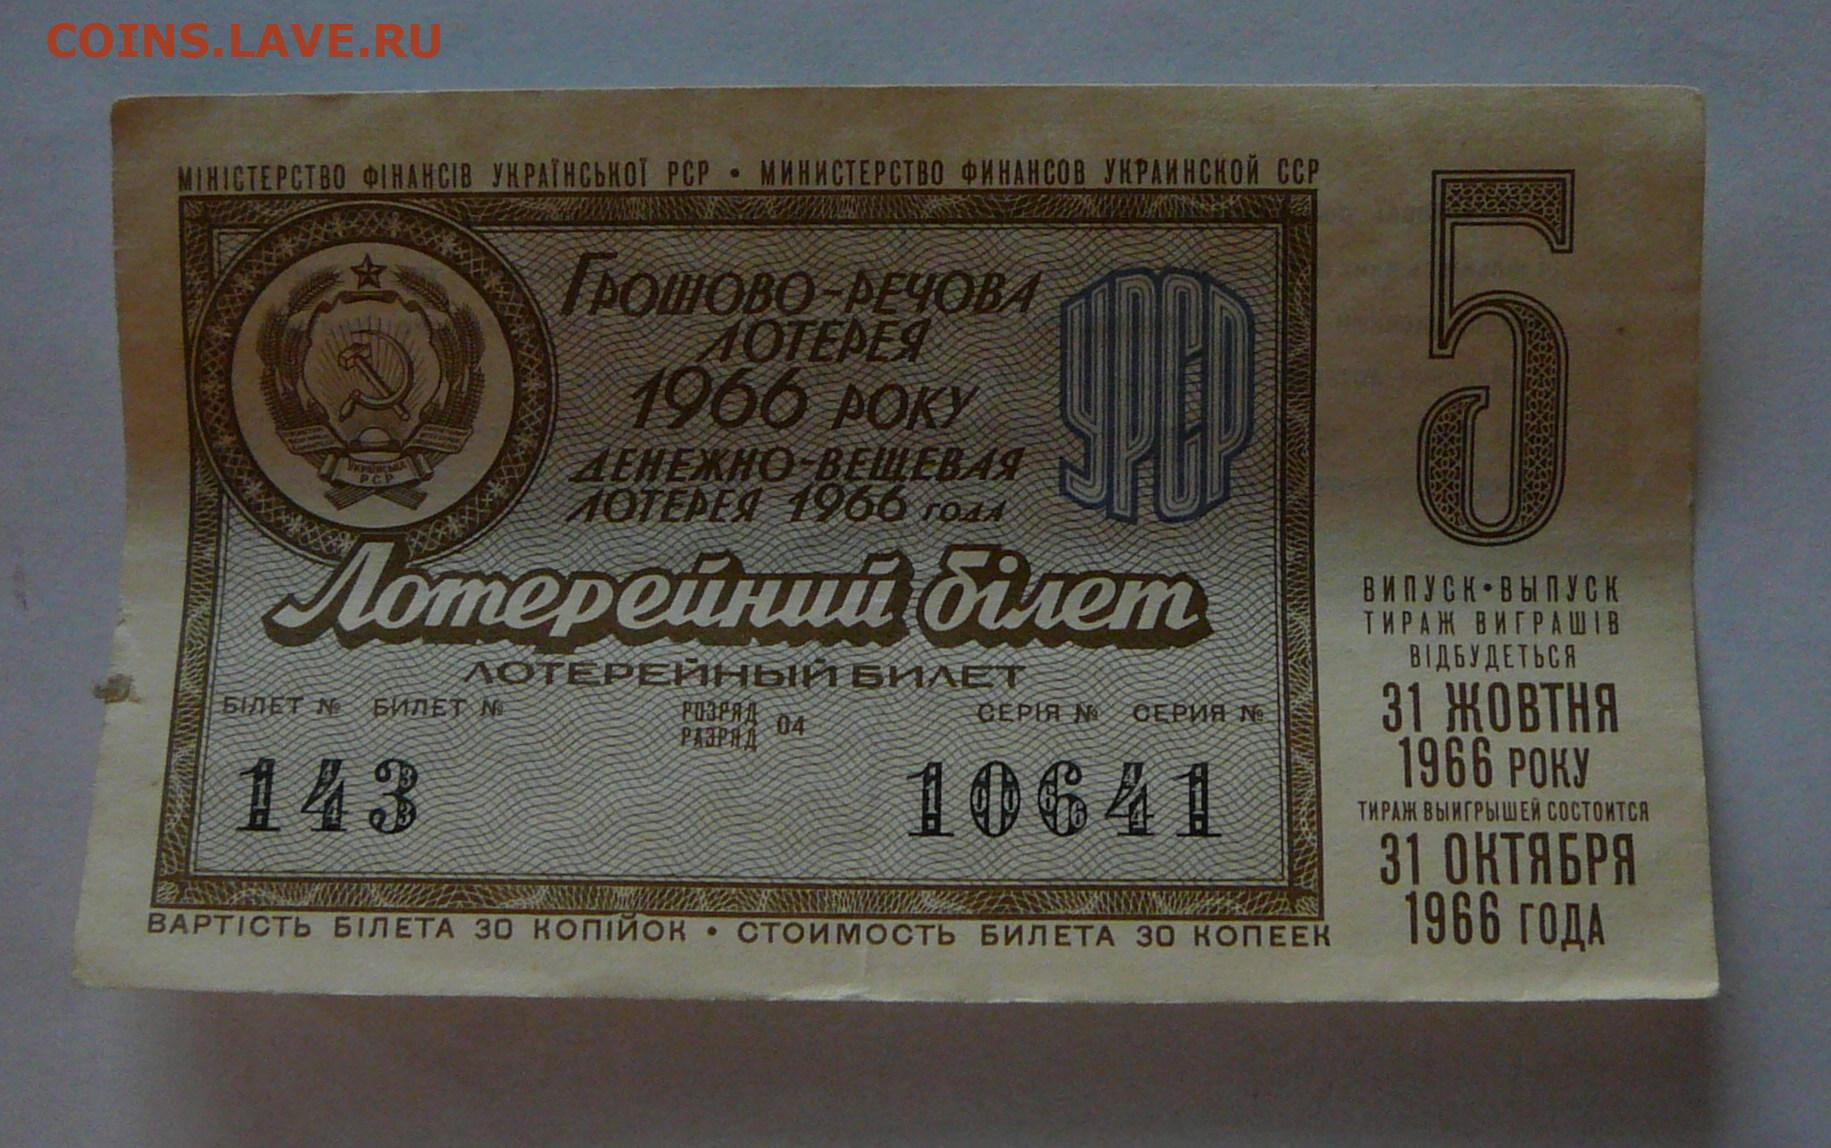 COINS.LAVE.RU
МІНІСТЕРСТВО ФІНАНСІВ УКРАЇНСЬКОЇ РСР • МИНИСТЕРСТВО ФИНАНСОВ УКРАИНСКОЙ ССР
УКРАЇНСЬКА
РСР
ГРОШОВО-РЕЧОВА
ЛОТЕРЕЯ
1966 РОКУ
ДЕНЕЖНО-ВЕЩЕВАЯ
ЛОТЕРЕЯ 1966 ГОДА
УРСР
Лотерейний білет
ЛОТЕРЕЙНЫЙ БИЛЕТ
БІЛЕТ № БИЛЕТ №
143
РОЗРЯД
РАЗРЯД 04
СЕРІЯ № СЕРИЯ №
10641
ВАРТІСТЬ БІЛЕТА 30 КОПІЙОК • СТОИМОСТЬ БИЛЕТА 30 КОПЕЕК
5
ВИПУСК • ВЫПУСК
ТИРАЖ ВИГРАШІВ
ВІДБУДЕТЬСЯ
31 ЖОВТНЯ
1966 РОКУ
ТИРАЖ ВЫИГРЫШЕЙ СОСТОИТСЯ
31 ОКТЯБРЯ
1966 ГОДА